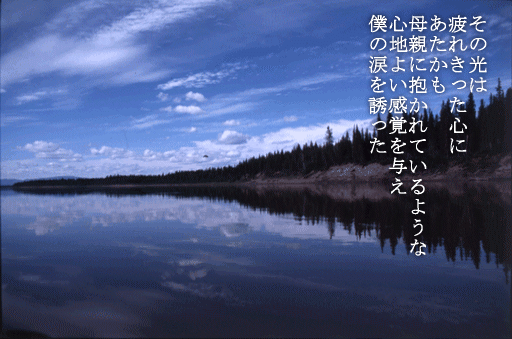 その光は
疲れきった心に
あたかも
母親に抱かれているような
心地よい感覚を与え
僕の涙を誘った